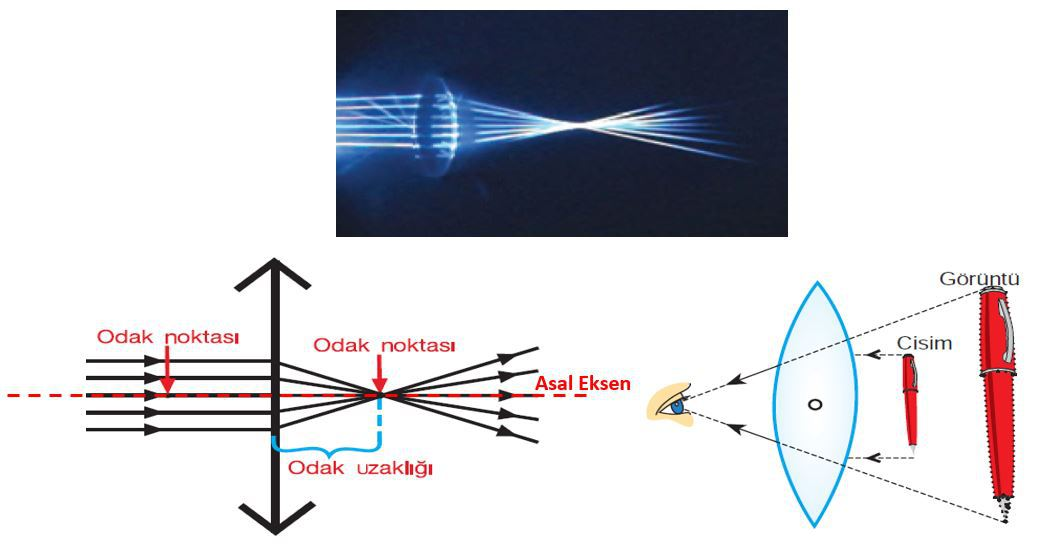 Odak noktası
Odak noktası
Asal Eksen
Odak uzaklığı
Görüntü
Cisim
O